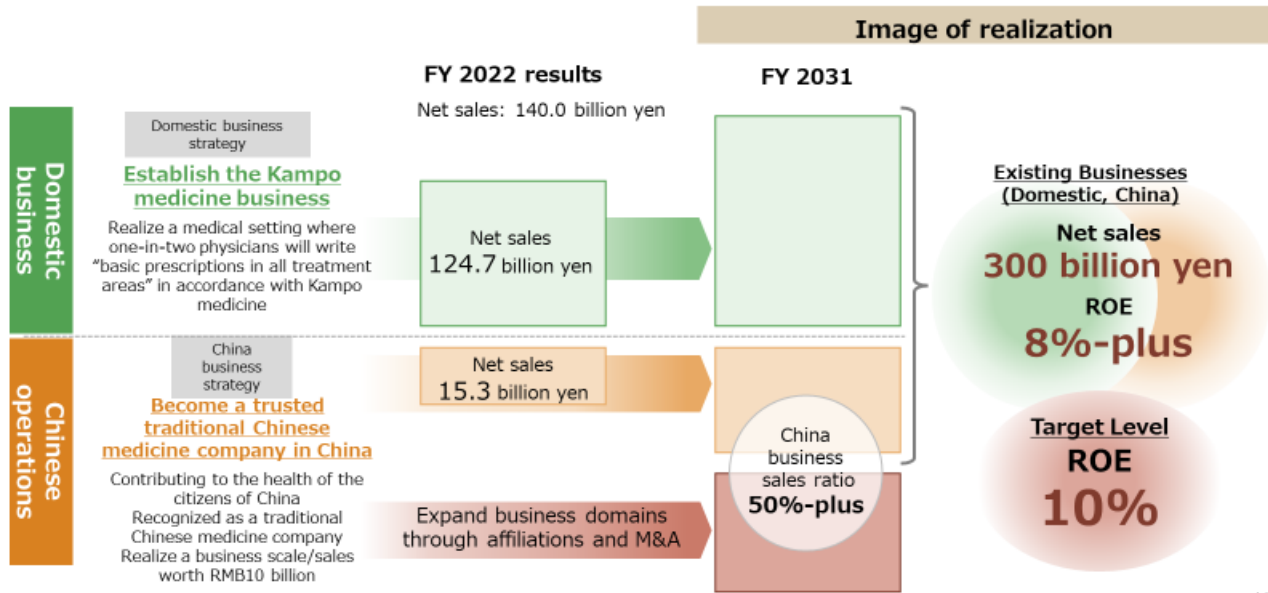 Image of realization
FY 2022 results
FY 2031
Net sales: 140.0 billion yen
Domestic
business
Domestic business
strategy
Establish the Kampo
medicine business
Realize a medical setting where
one-in-two physicians will write
“basic prescriptions in all treatment
areas” in accordance with Kampo
medicine
Net sales
124.7 billion yen
Chinese
operations
China
business
strategy
Become a trusted
traditional Chinese
medicine company in China
Contributing to the health of the
citizens of China
Recognized as a traditional
Chinese medicine company
Realize a business scale/sales
worth RMB10 billion
Net sales
15.3 billion yen
Expand business domains
through affiliations and M&A
China
business
sales ratio
50%-plus
Existing Businesses
(Domestic, China)
Net sales
300 billion yen
ROE
8%-plus
Target Level
ROE
10%